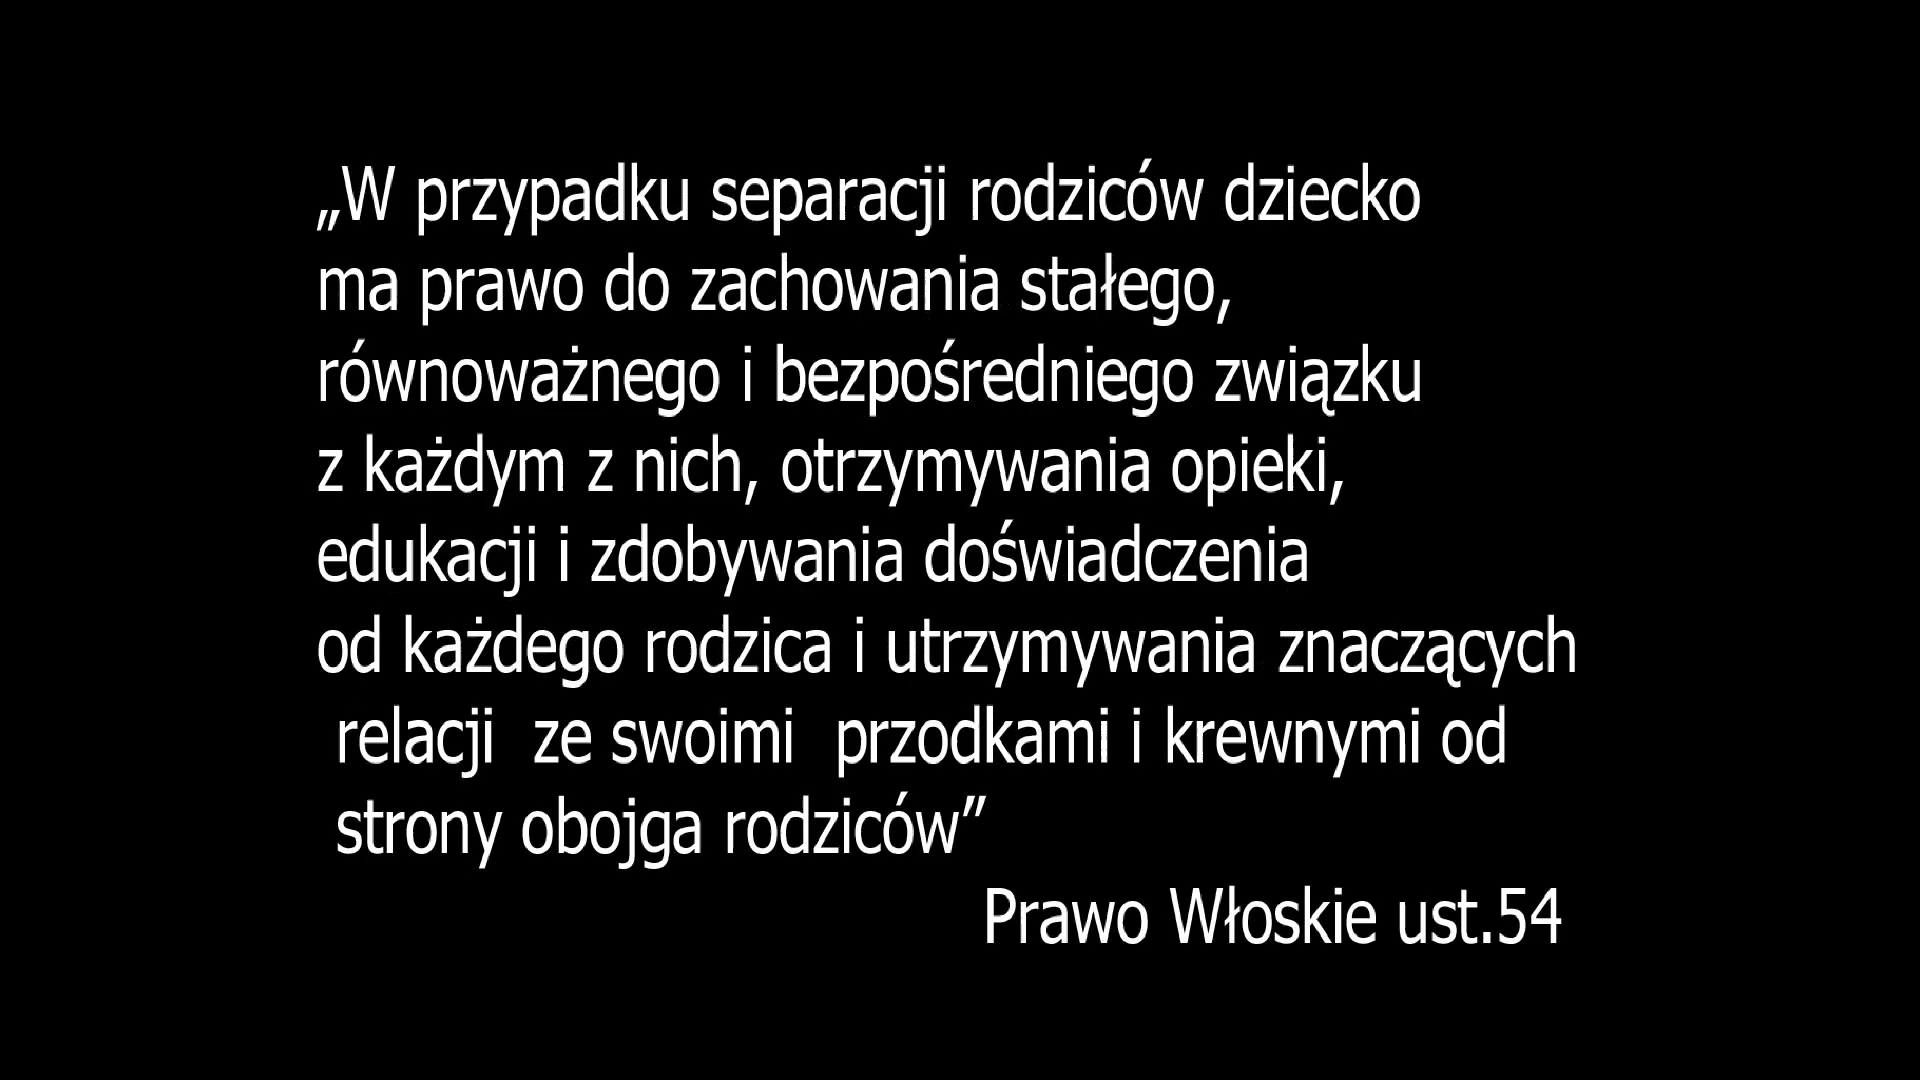 „W przypadku separacji rodziców dziecko
ma prawo do zachowania stałego,
równoważnego i bezpośredniego związku
z każdym z nich, otrzymywania opieki,
edukacji i zdobywania doświadczenia
od każdego rodzica i utrzymywania znaczących
relacji ze swoimi przodkami i krewnymi od
strony obojga rodziców”
Prawo Włoskie ust.54